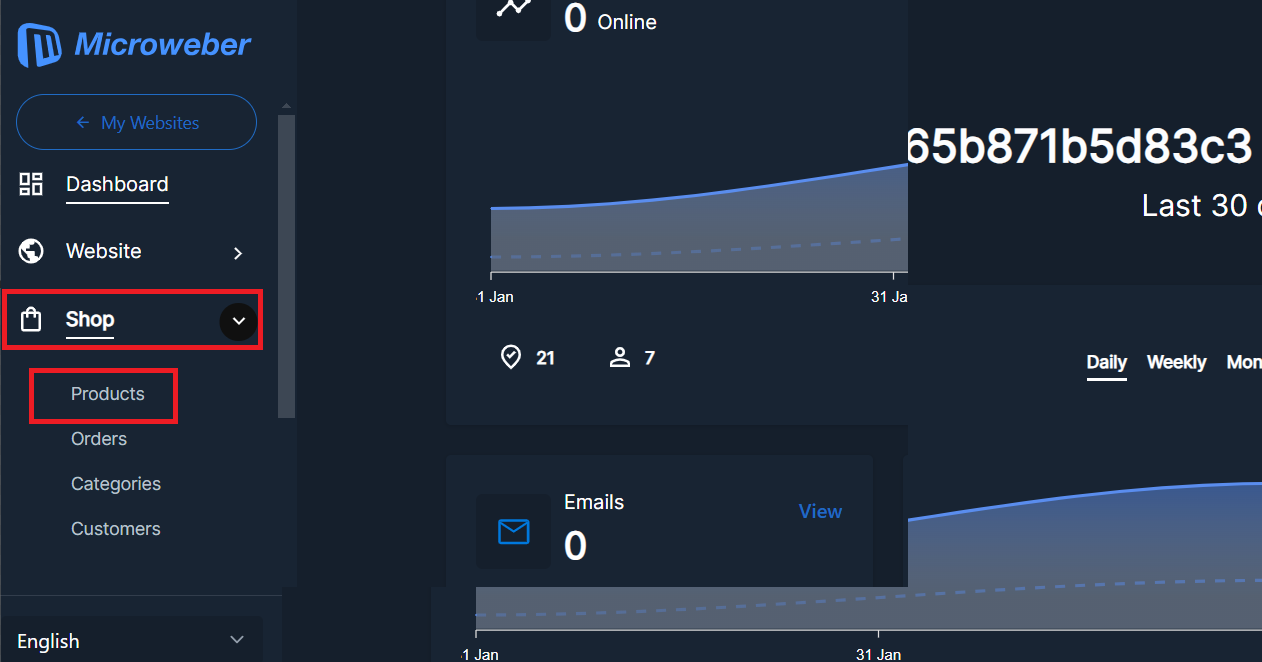 Microweber
My Websites
Dashboard
Website
Shop
Products
Orders
Categories
Customers
English
0 Online
1 Jan
31 Ja
21
7
Emails
View
0
1 Jan
31 Jan
65b871b5d83c3
Last 30
Daily Weekly Mon